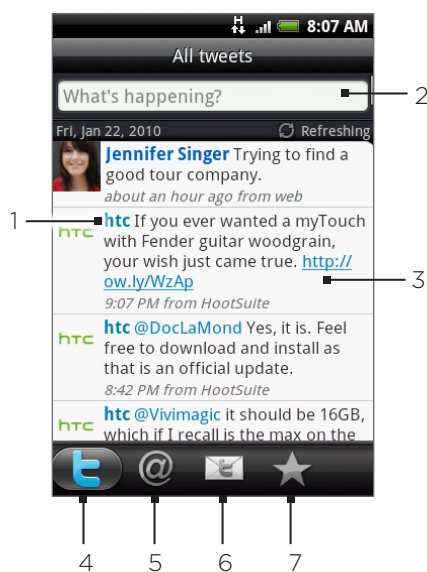 H
8:07 AM
All tweets
What's happening?
2
Fri, Jan 22, 2010 Refreshing
Jennifer Singer Trying to find a
good tour company.
about an hour ago from web
1
hTC
htc If you ever wanted a myTouch
with Fender guitar woodgrain,
your wish just came true. http://
ow.ly/WzAp
3
9:07 PM from HootSuite
hTC
htc @DocLaMond Yes, it is. Feel
free to download and install as
that is an official update.
8:42 PM from HootSuite
hTC
htc @Vivimagic it should be 16GB,
which if I recall is the max on the
t
@
t
4 5 6 7